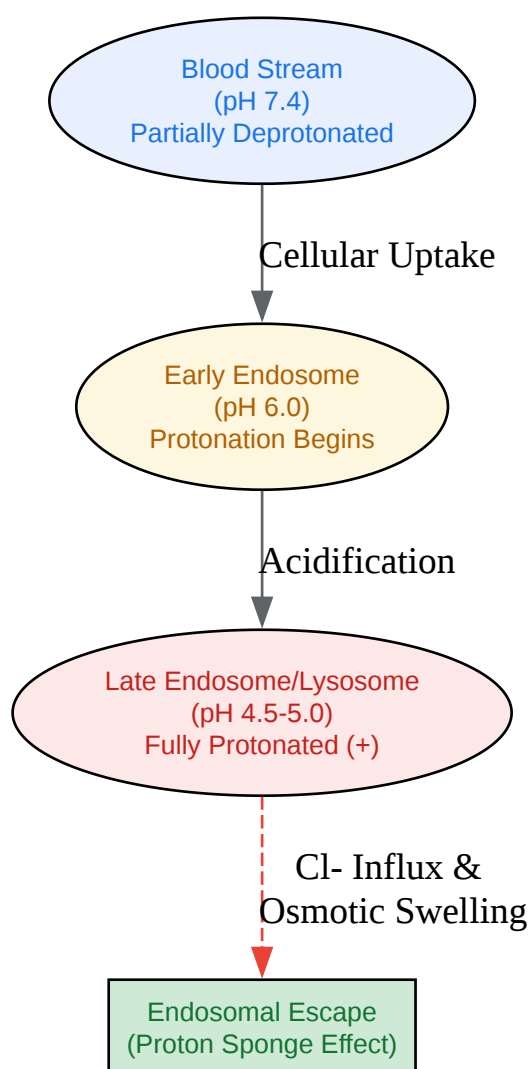 Blood Stream
(pH 7.4)
Partially Deprotonated
Cellular Uptake
Early Endosome
(pH 6.0)
Protonation Begins
Acidification
Late Endosome/Lysosome
(pH 4.5-5.0)
Fully Protonated (+)
Cl- Influx &
Osmotic Swelling
Endosomal Escape
(Proton Sponge Effect)